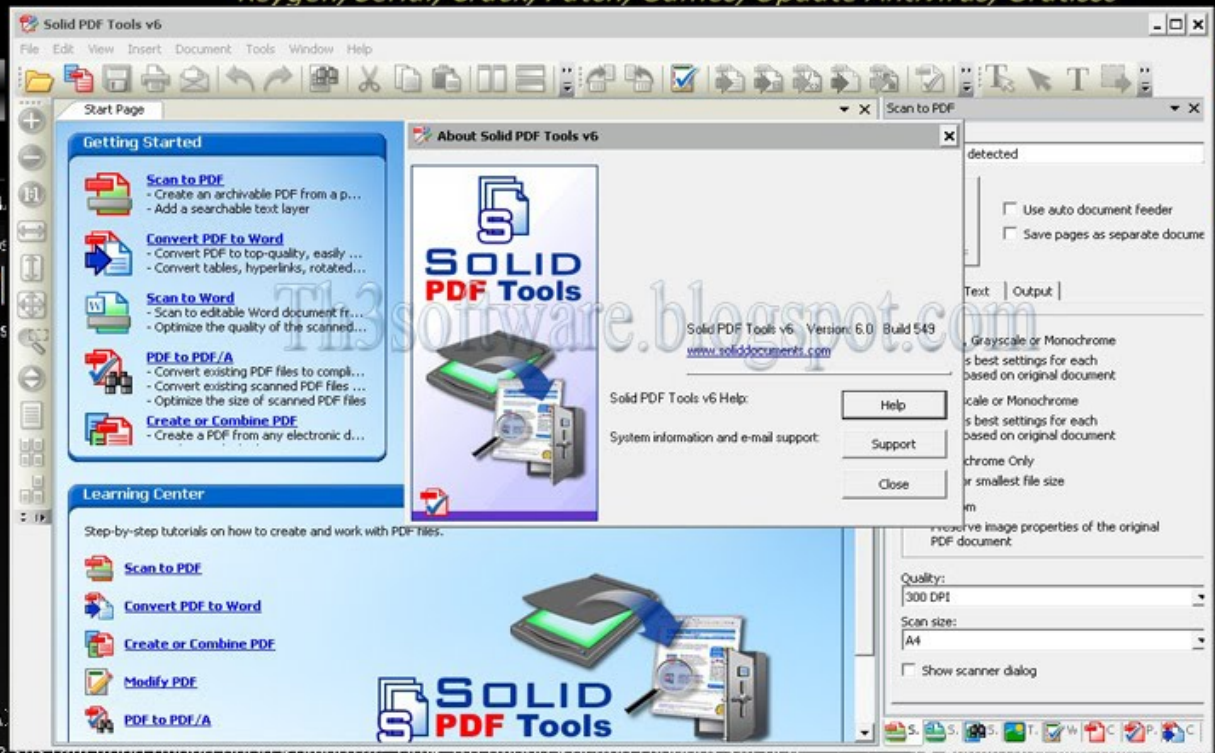 Keygen, Serial, Crack, Patch, Games, Update Antivirus, Gratisss
Solid PDF Tools v6
File Edit View Insert Document Tools Window Help
Start Page
Getting Started
Scan to PDF
- Create an archivable PDF from a p...
- Add a searchable text layer
Convert PDF to Word
- Convert PDF to top-quality, easily ...
- Convert tables, hyperlinks, rotated...
Scan to Word
- Scan to editable Word document fr...
- Optimize the quality of the scanned...
PDF to PDF/A
- Convert existing PDF files to compli...
- Convert existing scanned PDF files ...
- Optimize the size of scanned PDF files
Create or Combine PDF
- Create a PDF from any electronic d...
Learning Center
Step-by-step tutorials on how to create and work with PDF files.
Scan to PDF
Convert PDF to Word
Create or Combine PDF
Modify PDF
PDF to PDF/A
S SOLID
PDF Tools
About Solid PDF Tools v6
S
SOLID
PDF Tools
Th3software.blogspot.com
Solid PDF Tools v6 Version: 6.0 Build 549
www.soliddocuments.com
Solid PDF Tools v6 Help:
Help
System information and e-mail support:
Support
Close
Scan to PDF
detected
Use auto document feeder
Save pages as separate docume
Text Output
Grayscale or Monochrome
s best settings for each
based on original document
cale or Monochrome
s best settings for each
based on original document
chrome Only
r smallest file size
om
Preserve image properties of the original
PDF document
Quality:
300 DPI
Scan size:
A4
Show scanner dialog
S. S. S. T. W C P. C